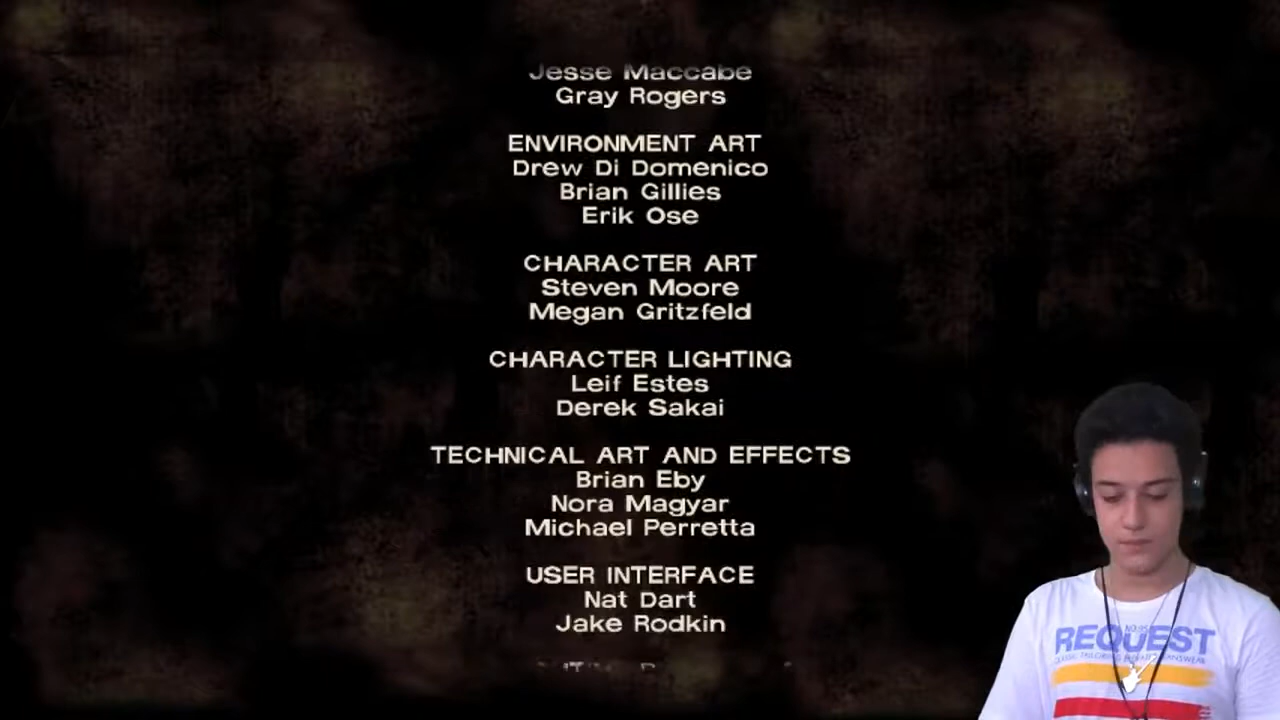 Jesse Maccabe
Gray Rogers
ENVIRONMENT ART
Drew Di Domenico
Brian Gillies
Erik Ose
CHARACTER ART
Steven Moore
Megan Gritzfeld
CHARACTER LIGHTING
Leif Estes
Derek Sakai
TECHNICAL ART AND EFFECTS
Brian Eby
Nora Magyar
Michael Perretta
USER INTERFACE
Nat Dart
Jake Rodkin
REQUEST